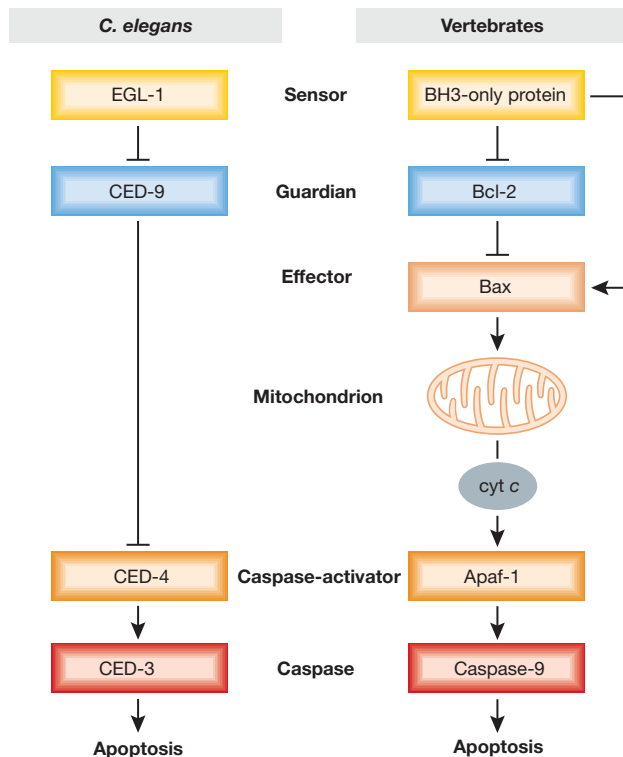 C. elegans
Vertebrates
EGL-1
Sensor
BH3-only protein
CED-9
Guardian
Bcl-2
Effector
Bax
Mitochondrion
cyt c
CED-4
Caspase-activator
Apaf-1
CED-3
Caspase
Caspase-9
Apoptosis
Apoptosis